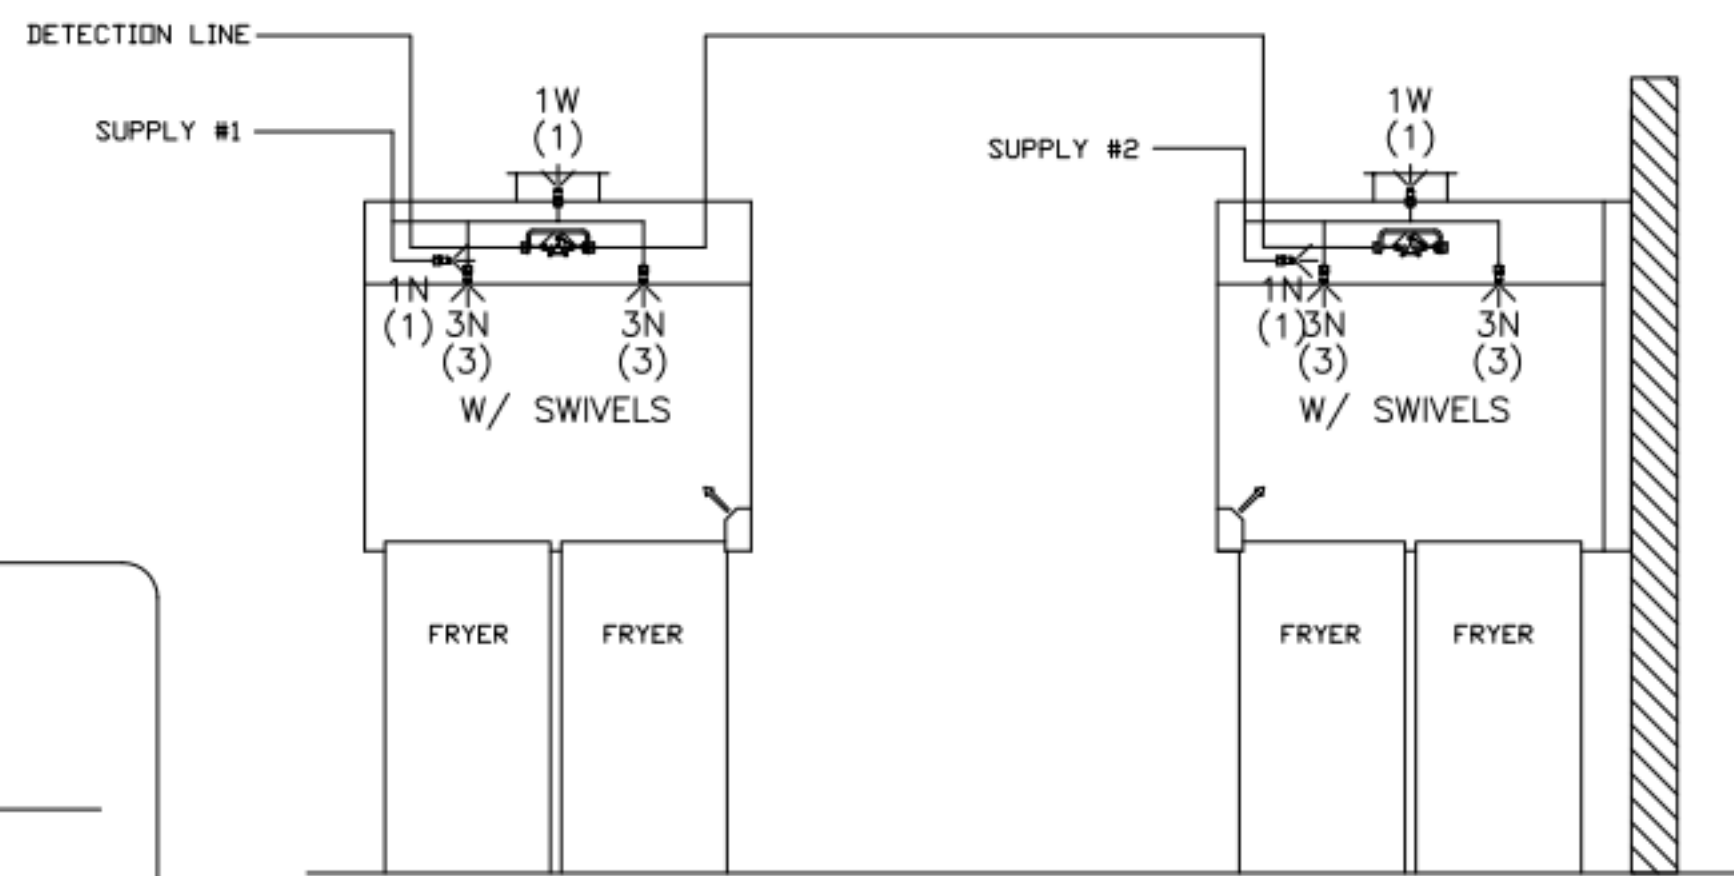 DETECTION LINE
SUPPLY #1
1W
(1)
1N
(1)
3N
(3)
3N
(3)
W/ SWIVELS
FRYER
FRYER
SUPPLY #2
1W
(1)
1N
(1)
3N
(3)
3N
(3)
W/ SWIVELS
FRYER
FRYER